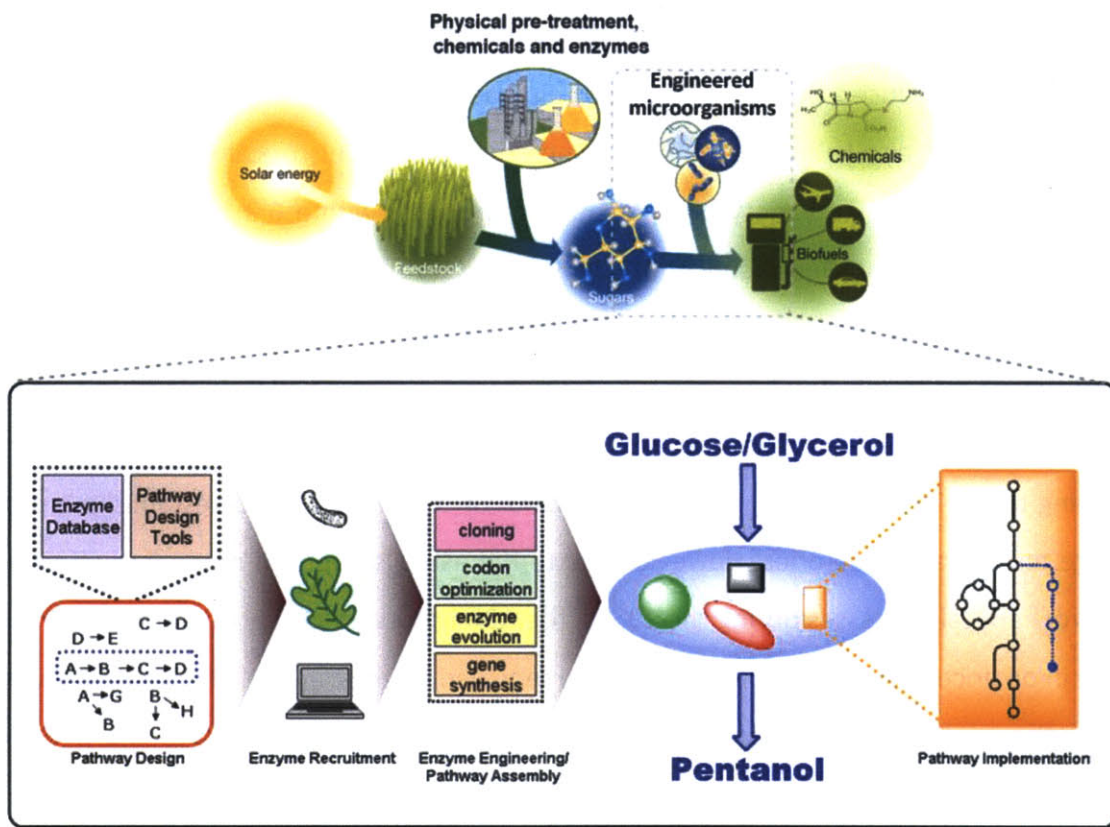 Physical pre-treatment,
chemicals and enzymes
Engineered
microorganisms
Chemicals
Solar energy
Feedstock
Sugars
Biofuels
Glucose/Glycerol
Enzyme
Database
Pathway
Design
Tools
cloning
codon
optimization
enzyme
evolution
gene
synthesis
C → D
D → E
A → B → C → D
A → G
B
B
H
C
Pathway Design
Enzyme Recruitment
Enzyme Engineering/
Pathway Assembly
Pentanol
Pathway Implementation